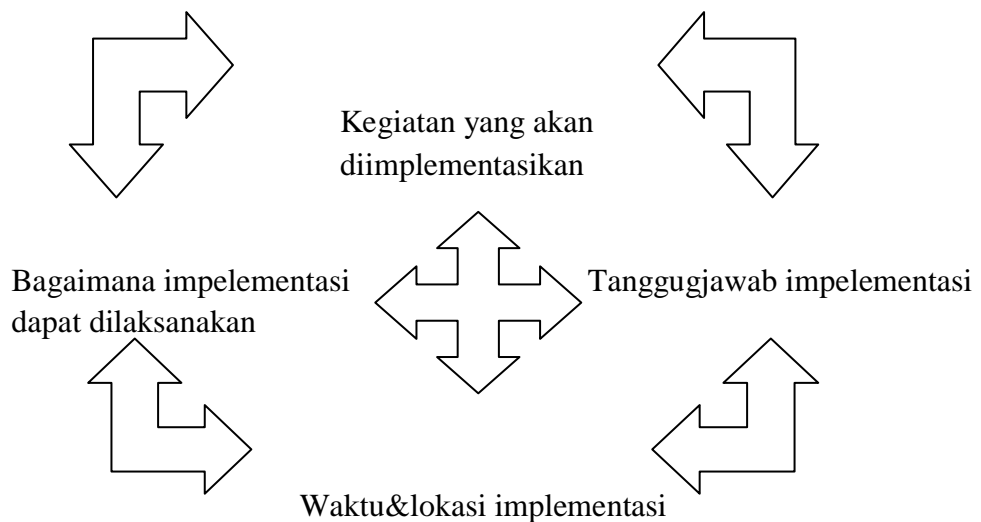 Kegiatan yang akan
diimplementasikan
Bagaimana impelementasi
dapat dilaksanakan
Tanggugjawab impelementasi
Waktu&lokasi implementasi